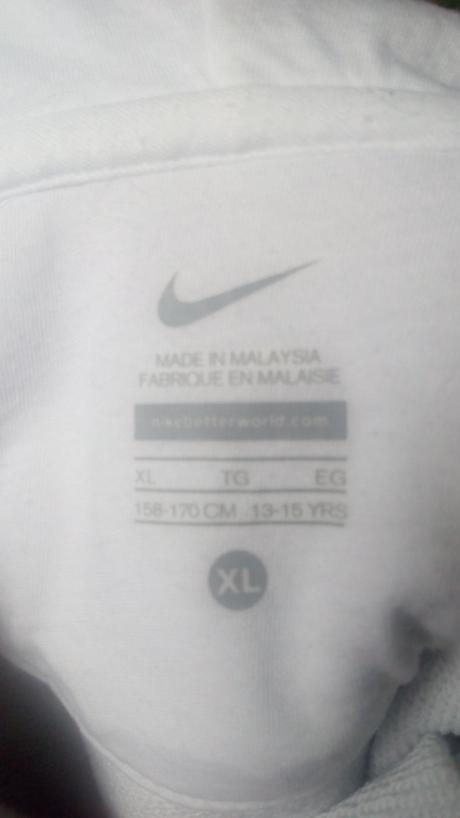 MADE IN MALAYSIA
FABRIQUE EN MALAISIE
nikebetterworld.com
XL TG EG
158-170 CM 13-15 YRS
XL